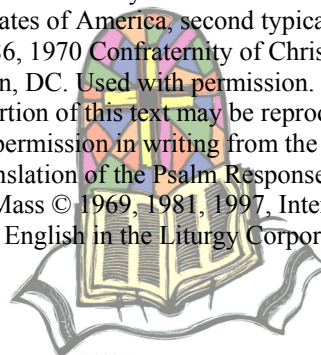 ates of America, second typica
6, 1970 Confraternity of Chris
n, DC. Used with permission.
rtion of this text may be reprod
permission in writing from the
nslation of the Psalm Response
Mass © 1969, 1981, 1997, Inter
English in the Liturgy Corpor